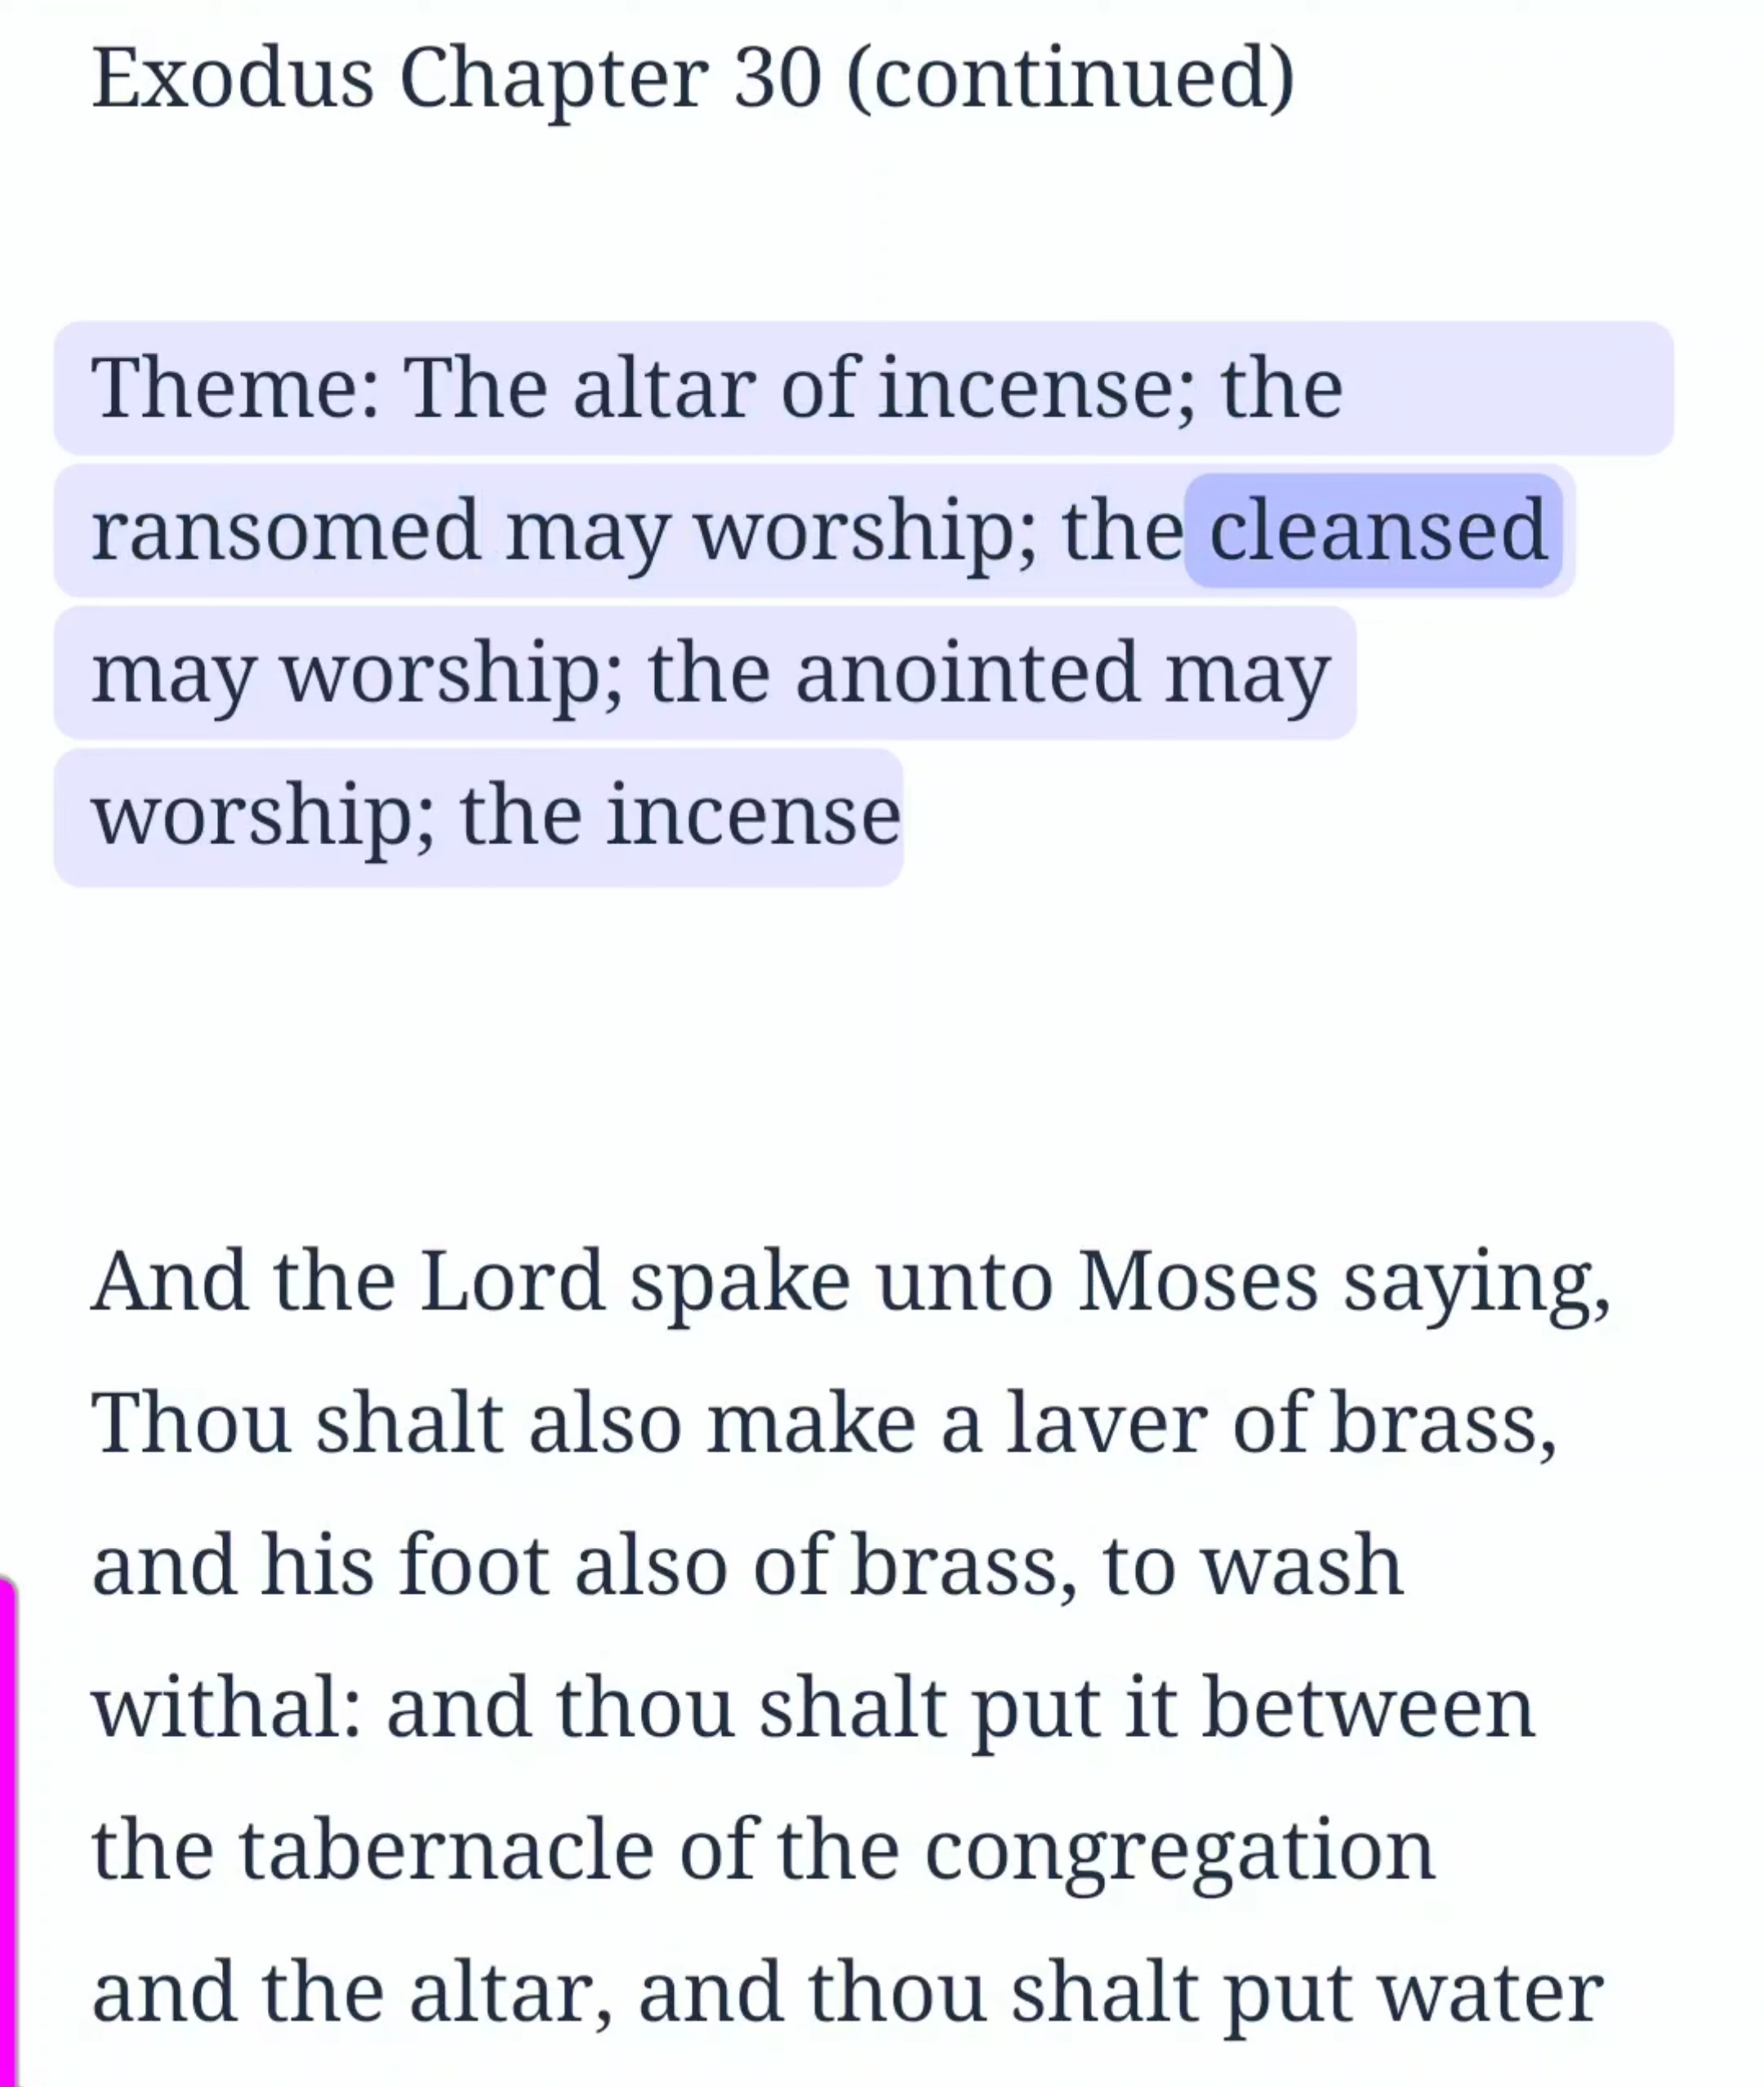 Exodus Chapter 30 (continued)
Theme: The altar of incense; the
ransomed may worship; the cleansed
may worship; the anointed may
worship; the incense
And the Lord spake unto Moses saying,
Thou shalt also make a laver of brass,
and his foot also of brass, to wash
withal: and thou shalt put it between
the tabernacle of the congregation
and the altar, and thou shalt put water